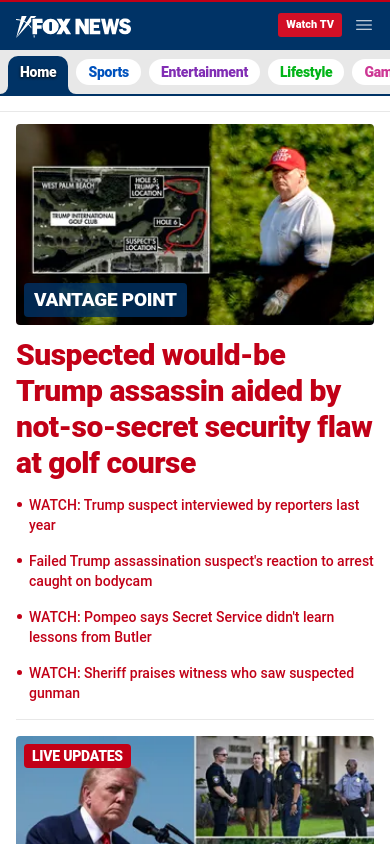 FOX NEWS
Watch TV
Home
Sports
Entertainment
Lifestyle
Gam
WEST PALM BEACH
HOLE 5:
TRUMP'S
LOCATION
TRUMP INTERNATIONAL
GOLF CLUB
HOLE 6
SUSPECT'S
LOCATION
VANTAGE POINT
Suspected would-be
Trump assassin aided by
not-so-secret security flaw
at golf course
• WATCH: Trump suspect interviewed by reporters last
year
• Failed Trump assassination suspect's reaction to arrest
caught on bodycam
• WATCH: Pompeo says Secret Service didn't learn
lessons from Butler
• WATCH: Sheriff praises witness who saw suspected
gunman
LIVE UPDATES